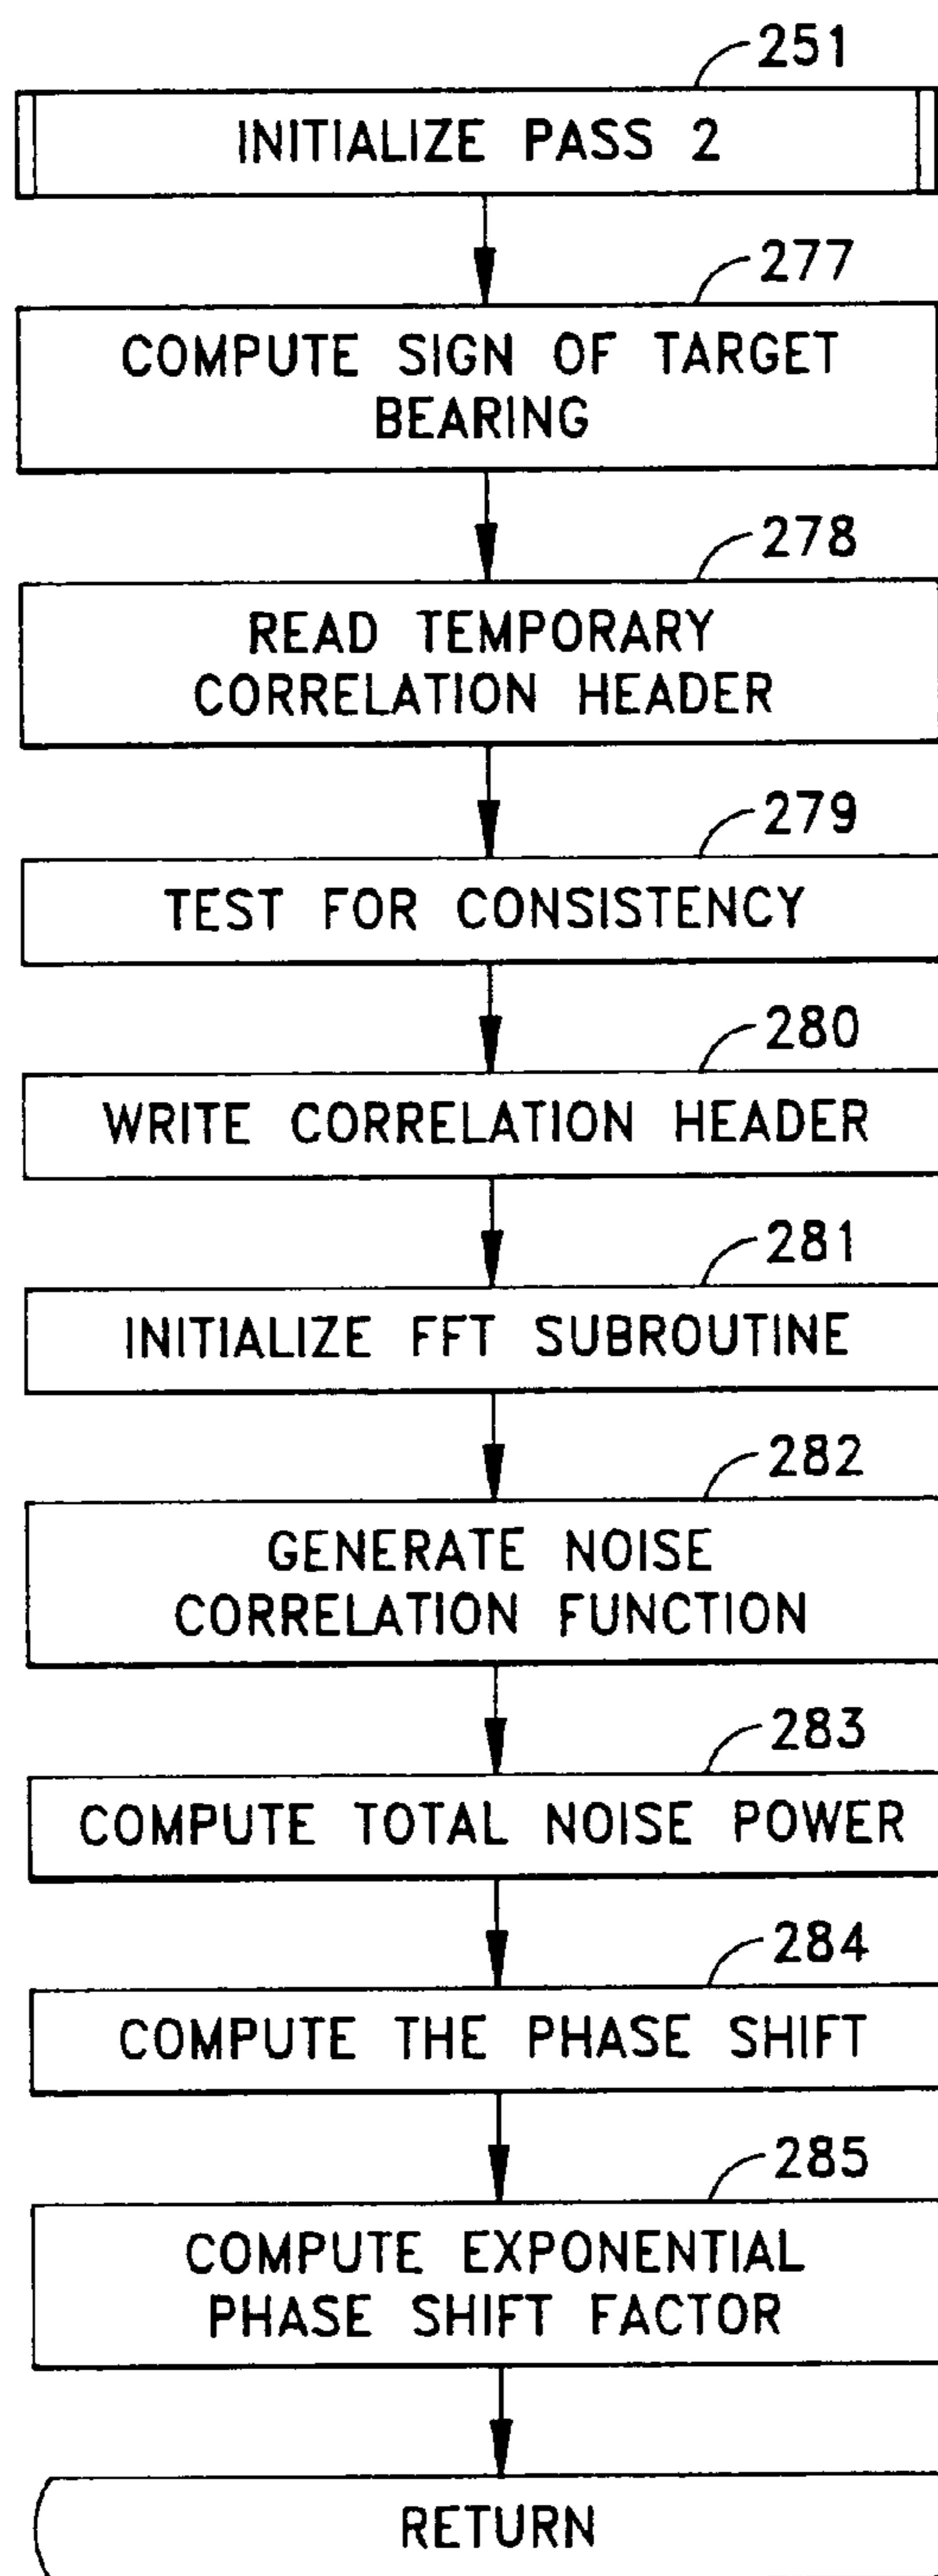 251
INITIALIZE PASS 2
277
COMPUTE SIGN OF TARGET
BEARING
278
READ TEMPORARY
CORRELATION HEADER
279
TEST FOR CONSISTENCY
280
WRITE CORRELATION HEADER
281
INITIALIZE FFT SUBROUTINE
282
GENERATE NOISE
CORRELATION FUNCTION
283
COMPUTE TOTAL NOISE POWER
284
COMPUTE THE PHASE SHIFT
285
COMPUTE EXPONENTIAL
PHASE SHIFT FACTOR
RETURN